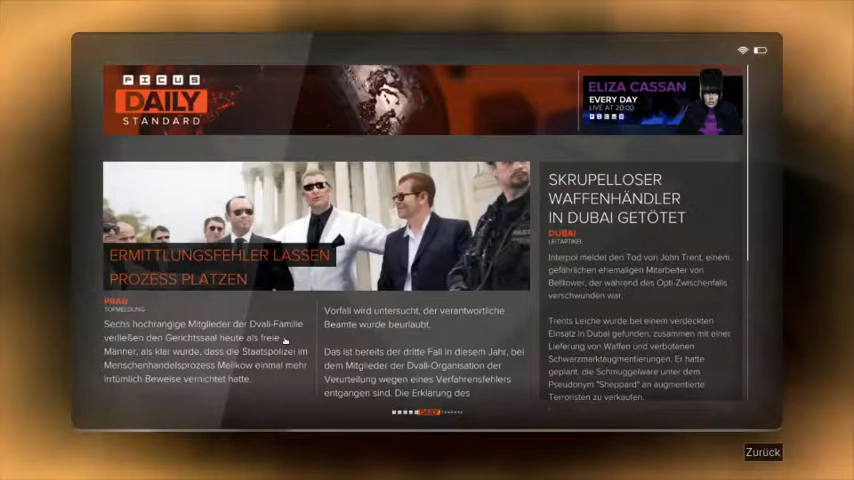 PICUS
DAILY
STANDARD
ELIZA CASSAN
EVERY DAY
LIVE AT 20:00
PICUS
ERMITTLUNGSFEHLER LASSEN
PROZESS PLATZEN
PRAG
TOPMELDUNG
Sechs hochrangige Mitglieder der Dvali-Familie
verließen den Gerichtssaal heute als freie
Männer, als klar wurde, dass die Staatspolizei im
Menschenhandelsprozess Melikow einmal mehr
irrtümlich Beweise vernichtet hatte.
Vorfall wird untersucht, der verantwortliche
Beamte wurde beurlaubt.
Das ist bereits der dritte Fall in diesem Jahr, bei
dem Mitglieder der Dvali-Organisation der
Verurteilung wegen eines Verfahrensfehlers
entgangen sind. Die Erklärung des
SKRUPELLOSER
WAFFENHÄNDLER
IN DUBAI GETÖTET
DUBAI
LEITARTIKEL
Interpol meldet den Tod von John Trent, einem
gefährlichen ehemaligen Mitarbeiter von
Belltower, der während des Opti-Zwischenfalls
verschwunden war.
Trents Leiche wurde bei einem verdeckten
Einsatz in Dubai gefunden, zusammen mit einer
Lieferung von Waffen und verbotenen
Schwarzmarktaugmentierungen. Er hatte
geplant, die Schmuggelware unter dem
Pseudonym "Sheppard" an augmentierte
Terroristen zu verkaufen.
PICUS DAILY STANDARD
Zurück